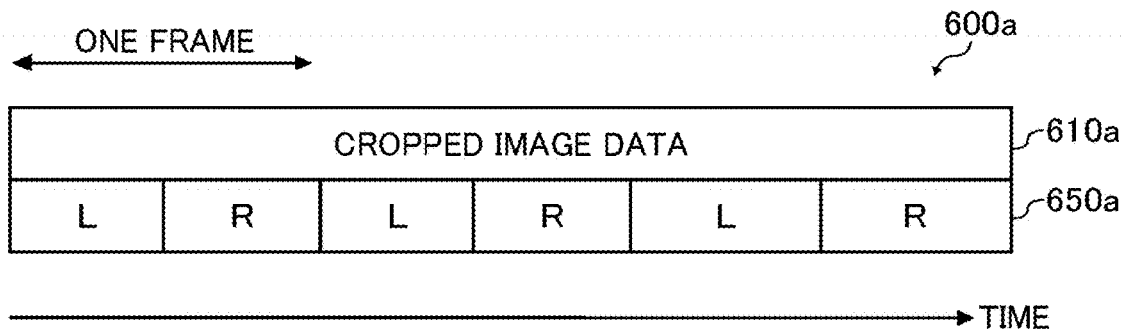 ONE FRAME
600a
CROPPED IMAGE DATA
610a
L R L R L R
650a
TIME